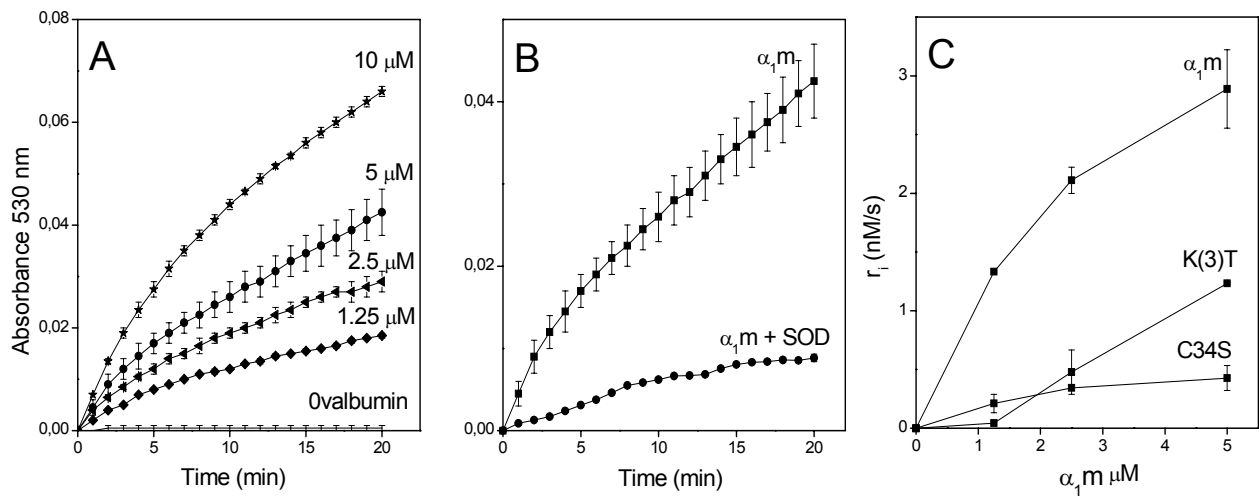 A
0,08
0,06
0,04
0,02
0,00
Absorbance 530 nm
10 μM
5 μM
2.5 μM
1.25 μM
0valbumin
0 5 10 15 20
Time (min)
B
0,04
0,02
0,00
α₁m
α₁m + SOD
0 5 10 15 20
Time (min)
C
3
2
1
0
rᵢ (nM/s)
α₁m
K(3)T
C34S
0 1 2 3 4 5
α₁m μM